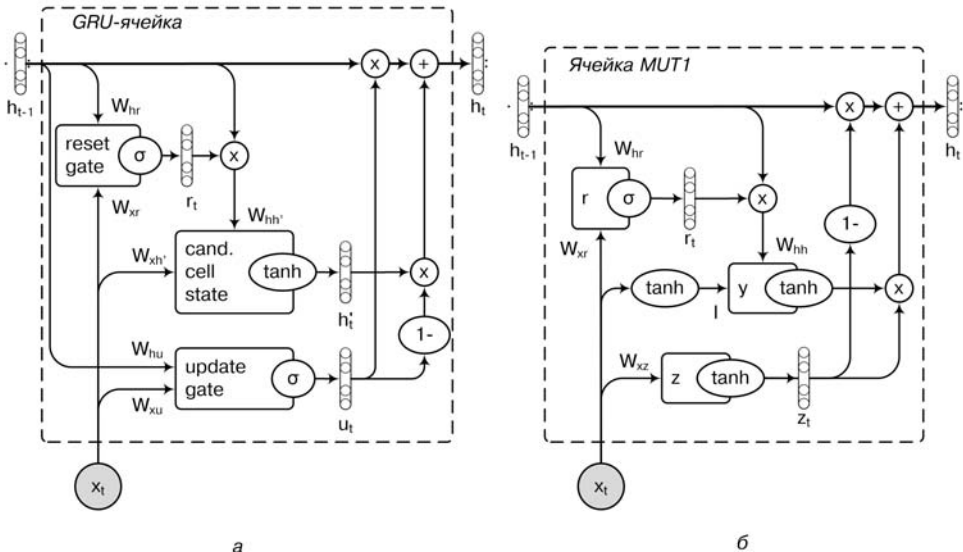 GRU-ячейка
h_t-1
W_hr
h_t
reset
gate
σ
x
x
+
r_t
W_xr
W_hh'
W_xh'
cand.
cell
state
tanh
x
h'_t
1-
W_hu
update
gate
σ
W_xu
u_t
x_t
а
Ячейка MUT1
h_t-1
x
+
h_t
W_hr
r
σ
x
r_t
W_xr
W_hh
1-
tanh
I
y
tanh
x
W_xz
z
tanh
z_t
x_t
б